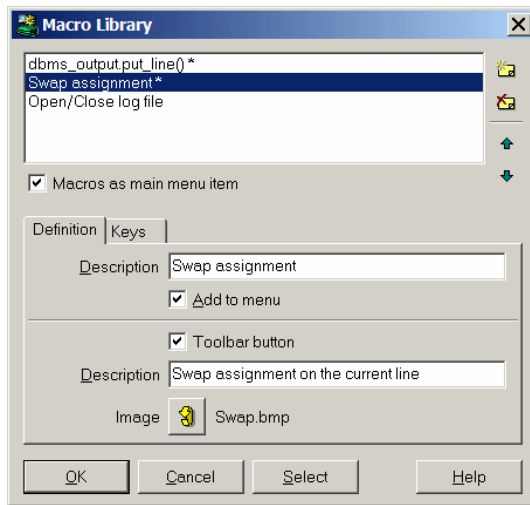 Macro Library
dbms_output.put_line() *
Swap assignment *
Open/Close log file
Macros as main menu item
Definition Keys
Description Swap assignment
Add to menu
Toolbar button
Description Swap assignment on the current line
Image Swap.bmp
OK Cancel Select Help